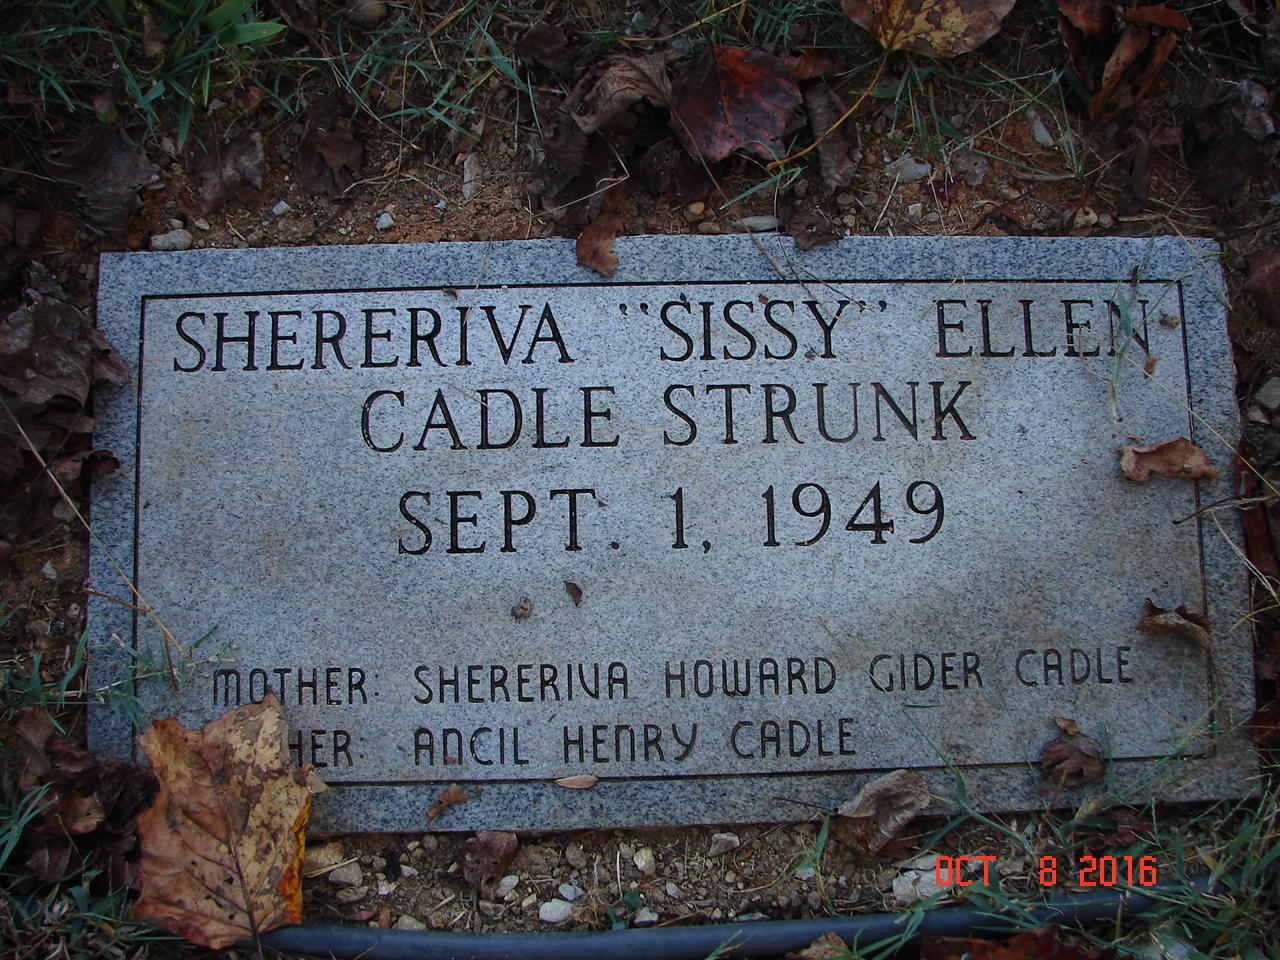 SHERERIVA "SISSY" ELLEN
CADLE STRUNK
SEPT. 1, 1949
MOTHER: SHERERIVA HOWARD GIDER CADLE
HER: ANCIL HENRY CADLE
OCT 8 2016